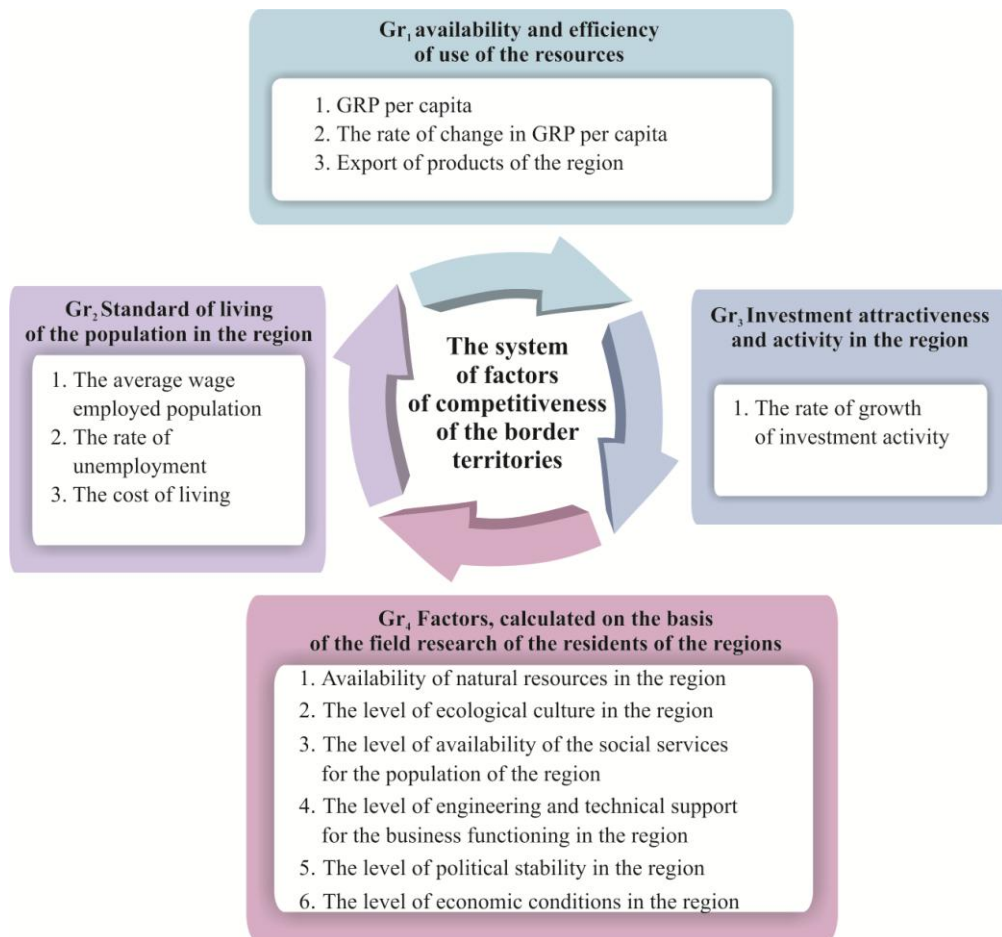 Gr₁ availability and efficiency
of use of the resources
1. GRP per capita
2. The rate of change in GRP per capita
3. Export of products of the region
Gr₂ Standard of living
of the population in the region
1. The average wage
employed population
2. The rate of
unemployment
3. The cost of living
The system
of factors
of competitiveness
of the border
territories
Gr₃ Investment attractiveness
and activity in the region
1. The rate of growth
of investment activity
Gr₄ Factors, calculated on the basis
of the field research of the residents of the regions
1. Availability of natural resources in the region
2. The level of ecological culture in the region
3. The level of availability of the social services
for the population of the region
4. The level of engineering and technical support
for the business functioning in the region
5. The level of political stability in the region
6. The level of economic conditions in the region